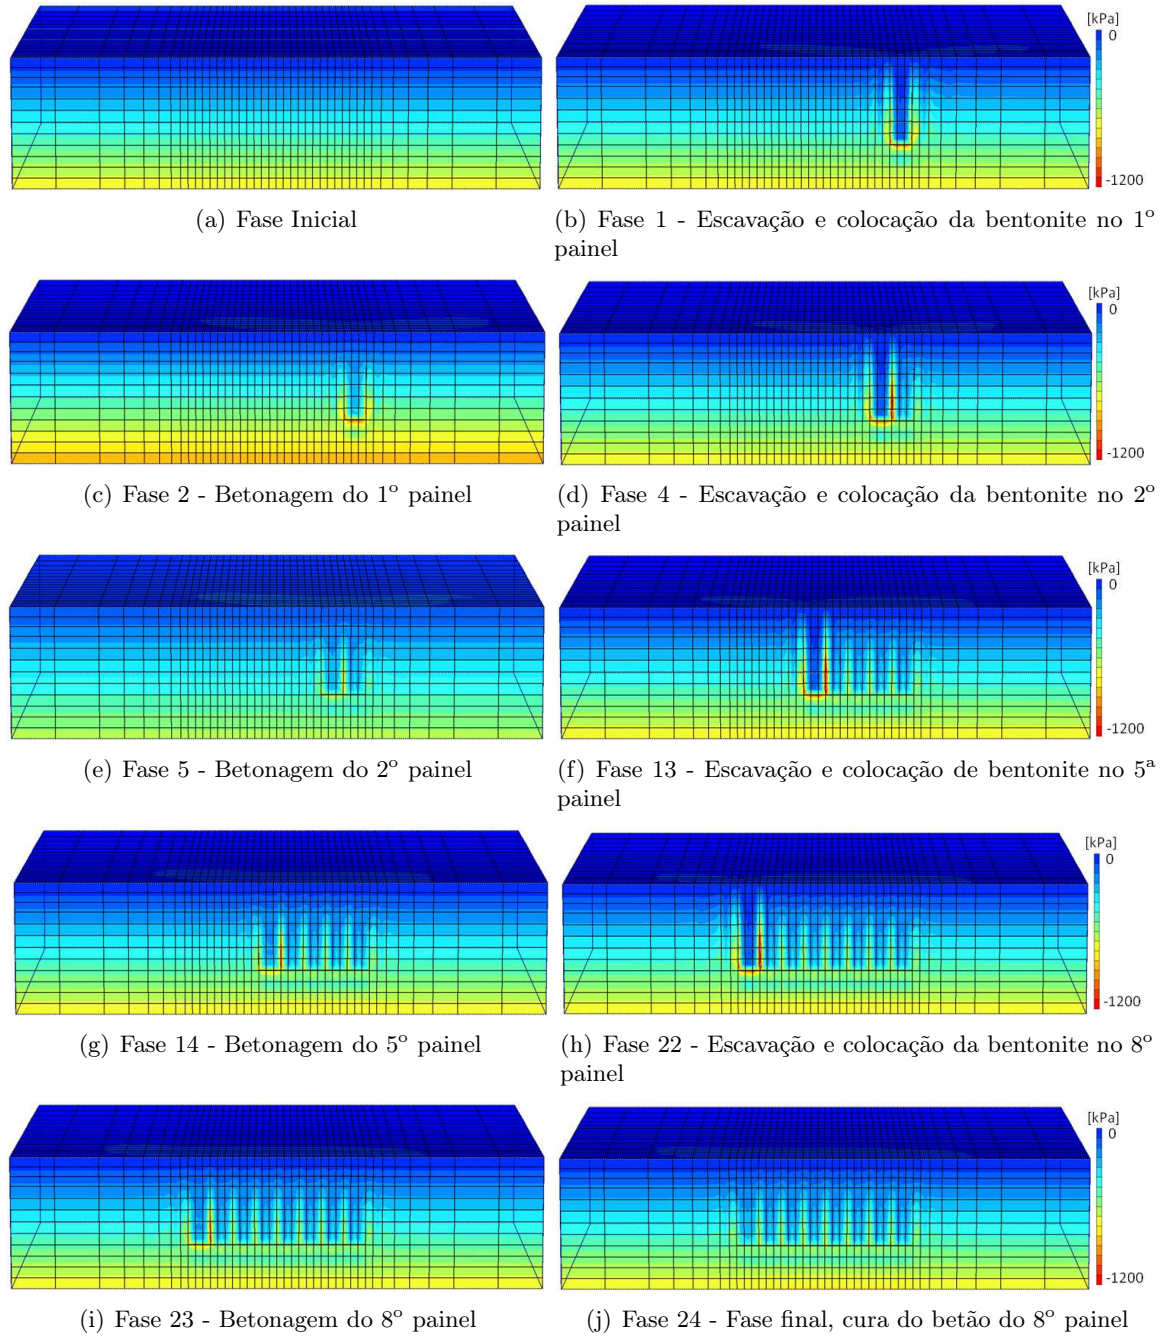 [kPa]
0
-1200
(a) Fase Inicial
(b) Fase 1 - Escavação e colocação da bentonite no 1º
painel
[kPa]
0
-1200
(c) Fase 2 - Betonagem do 1º painel
(d) Fase 4 - Escavação e colocação da bentonite no 2º
painel
[kPa]
0
-1200
(e) Fase 5 - Betonagem do 2º painel
(f) Fase 13 - Escavação e colocação de bentonite no 5ª
painel
[kPa]
0
-1200
(g) Fase 14 - Betonagem do 5º painel
(h) Fase 22 - Escavação e colocação da bentonite no 8º
painel
[kPa]
0
-1200
(i) Fase 23 - Betonagem do 8º painel
(j) Fase 24 - Fase final, cura do betão do 8º painel